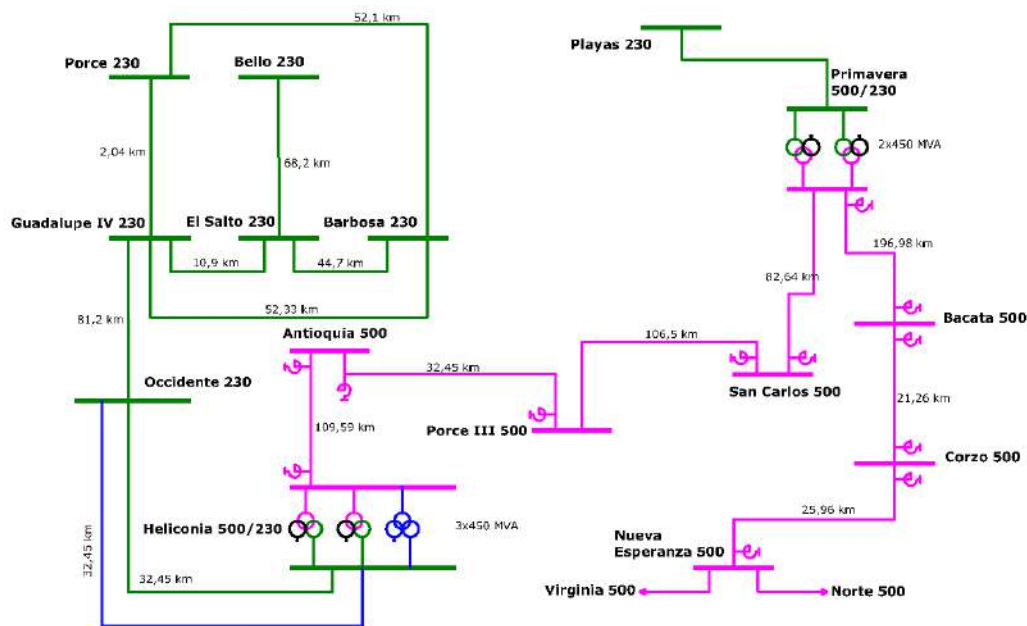 52,1 km
Playas 230
Porce 230
Bello 230
Primavera
500/230
2x450 MVA
2,04 km
68,2 km
Guadalupe IV 230
El Salto 230
Barbosa 230
10,9 km
44,7 km
196,98 km
82,64 km
52,33 km
81,2 km
Antioquia 500
106,5 km
Bacata 500
32,45 km
San Carlos 500
Occidente 230
21,26 km
109,59 km
Porce III 500
Corzo 500
Heliconia 500/230
3x450 MVA
25,96 km
32,45 km
Nueva
Esperanza 500
32,45 km
Virginia 500
Norte 500